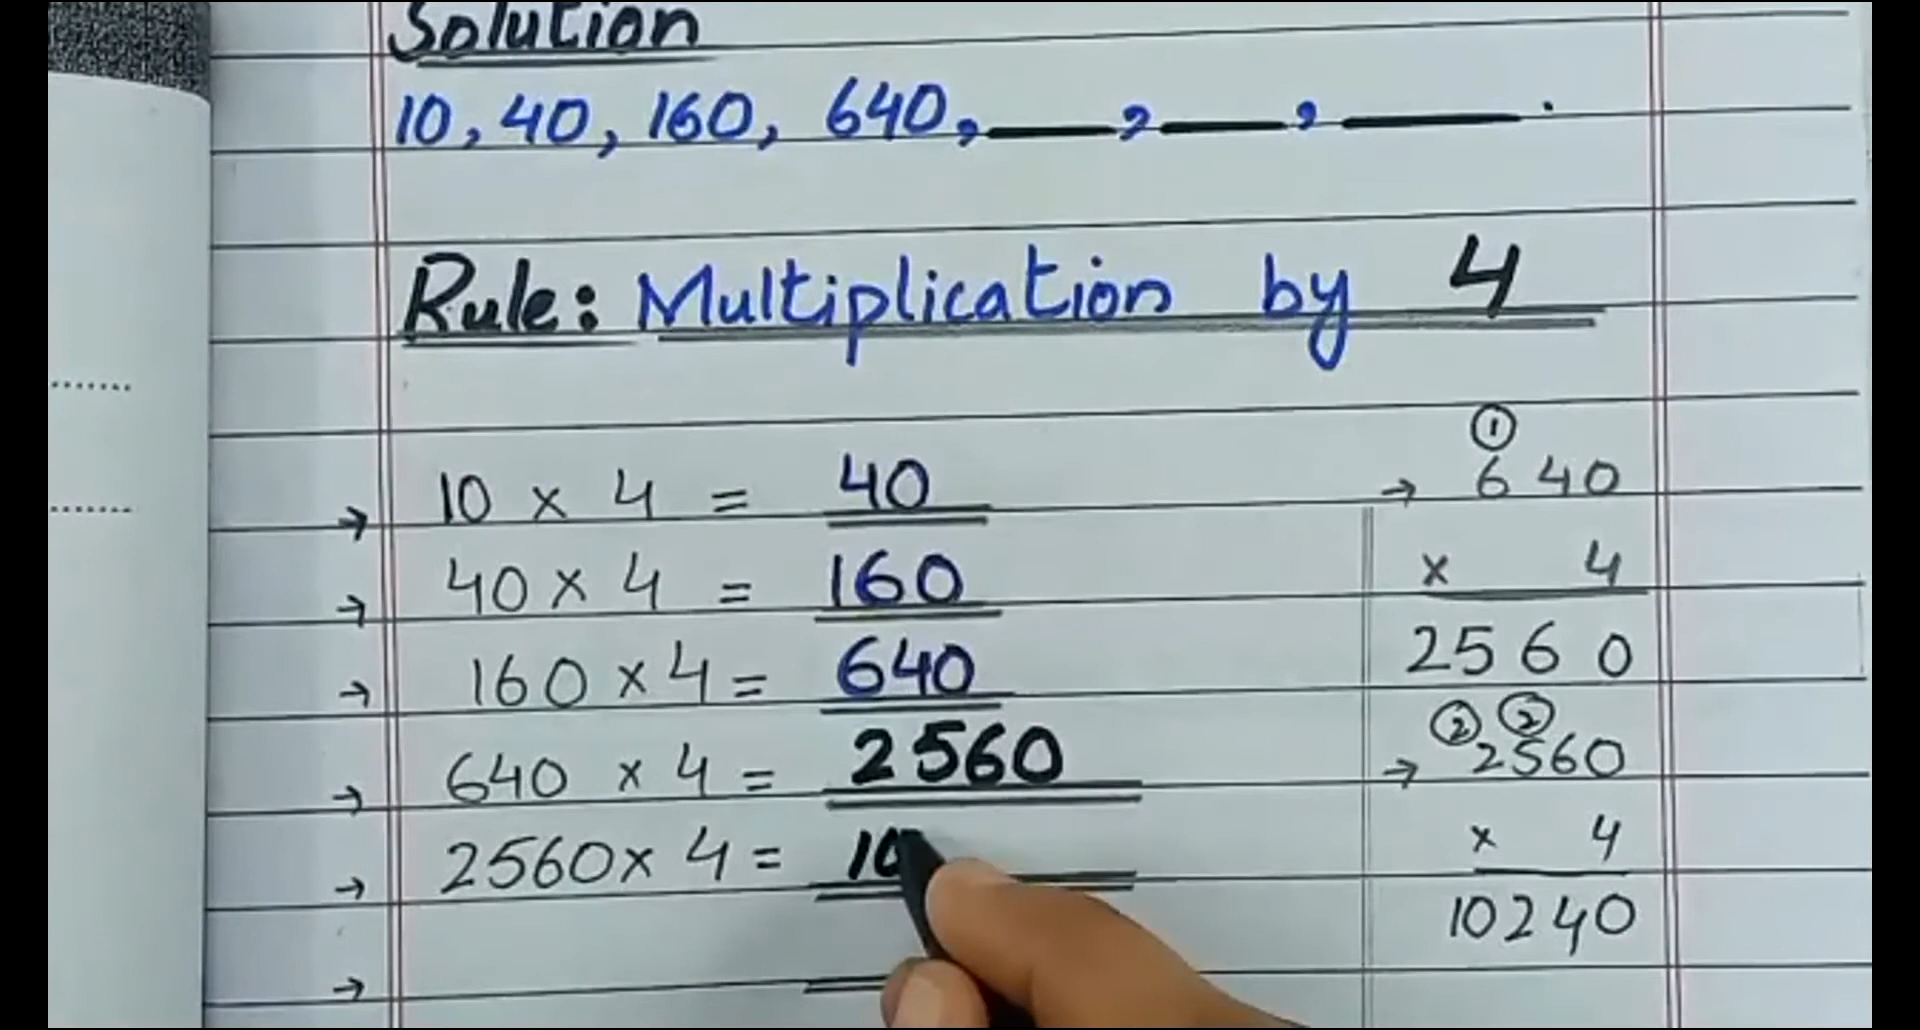 Solution
10, 40, 160, 640, ___, ___, ___.
Rule: Multiplication by 4
→ 10 × 4 = 40
→ 40 × 4 = 160
→ 160 × 4 = 640
→ 640 × 4 = 2560
→ 2560 × 4 = 10
→
①
→ 640
× 4
2560
② ②
→ 2560
× 4
10240